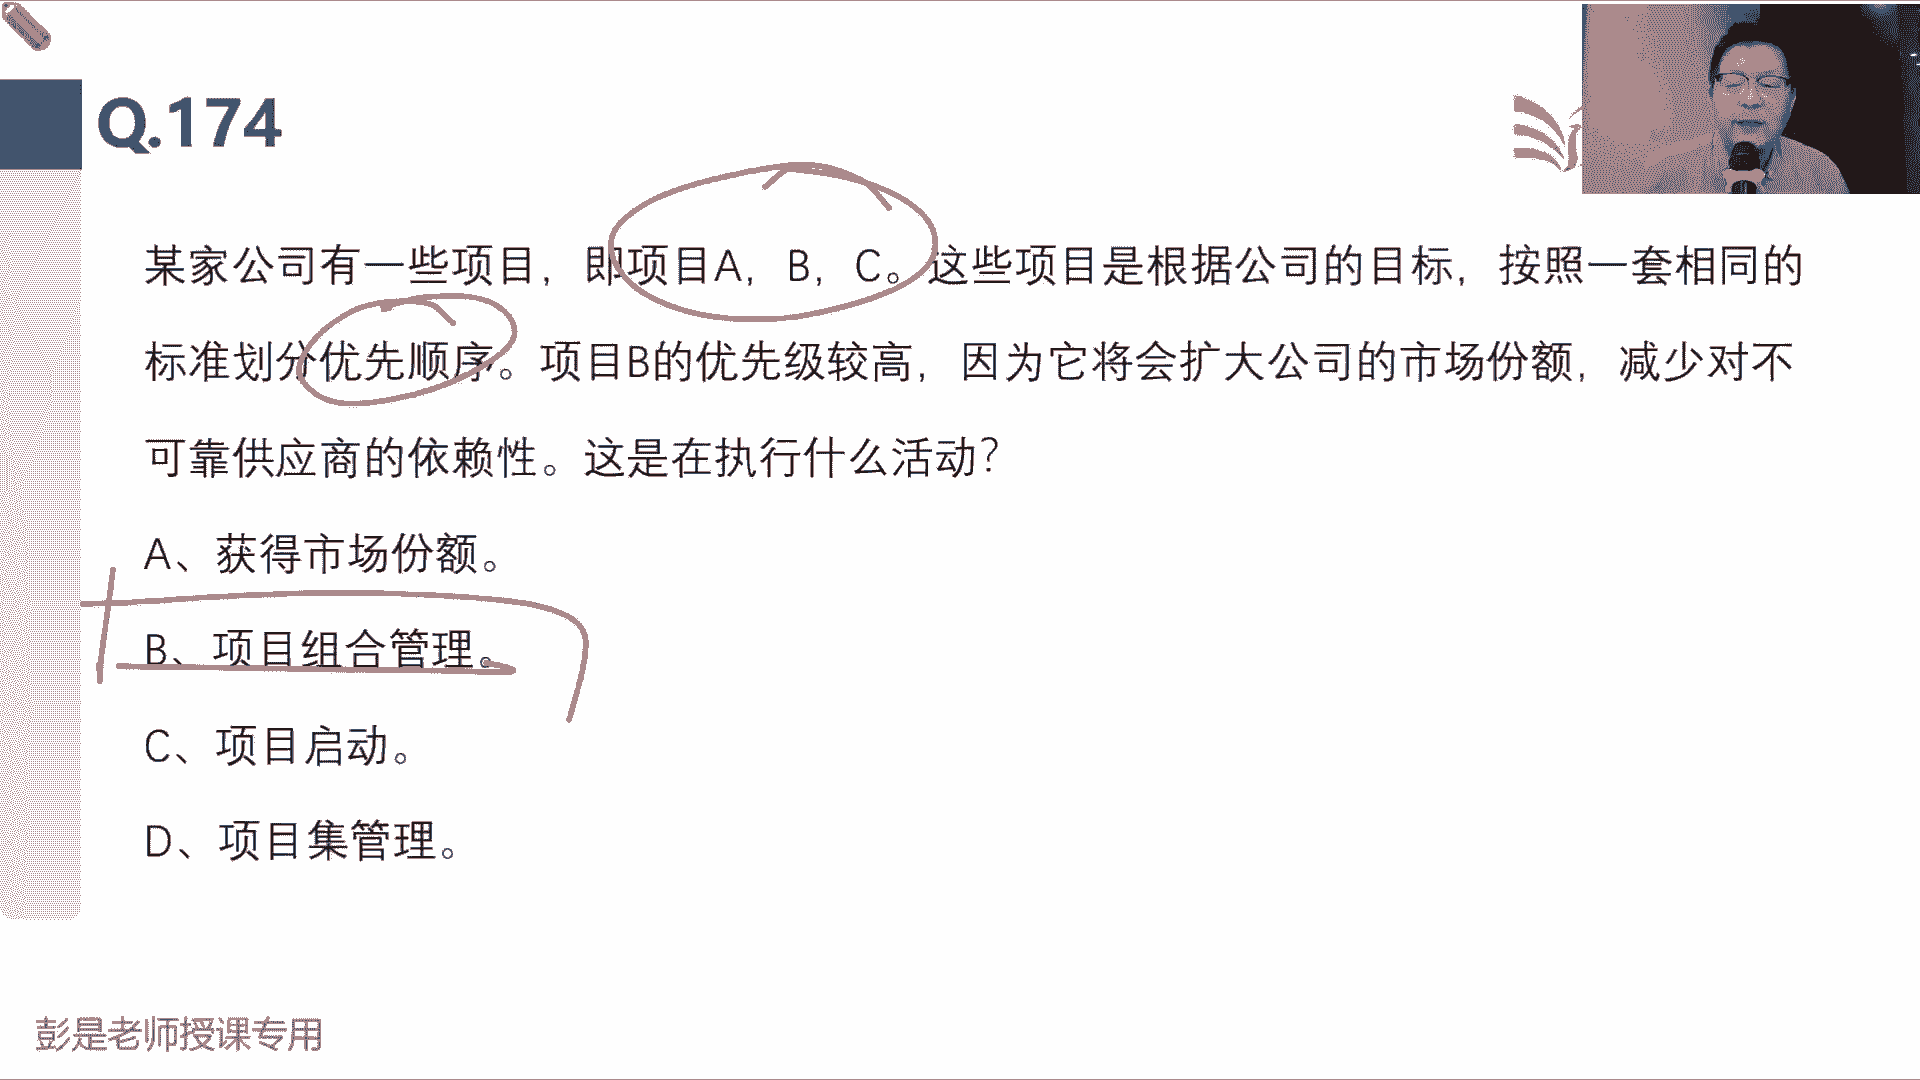 Q.174
某家公司有一些项目，即项目A，B，C。这些项目是根据公司的目标，按照一套相同的
标准划分优先顺序。项目B的优先级较高，因为它将会扩大公司的市场份额，减少对不
可靠供应商的依赖性。这是在执行什么活动？
A、获得市场份额。
B、项目组合管理。
C、项目启动。
D、项目集管理。
彭是老师授课专用